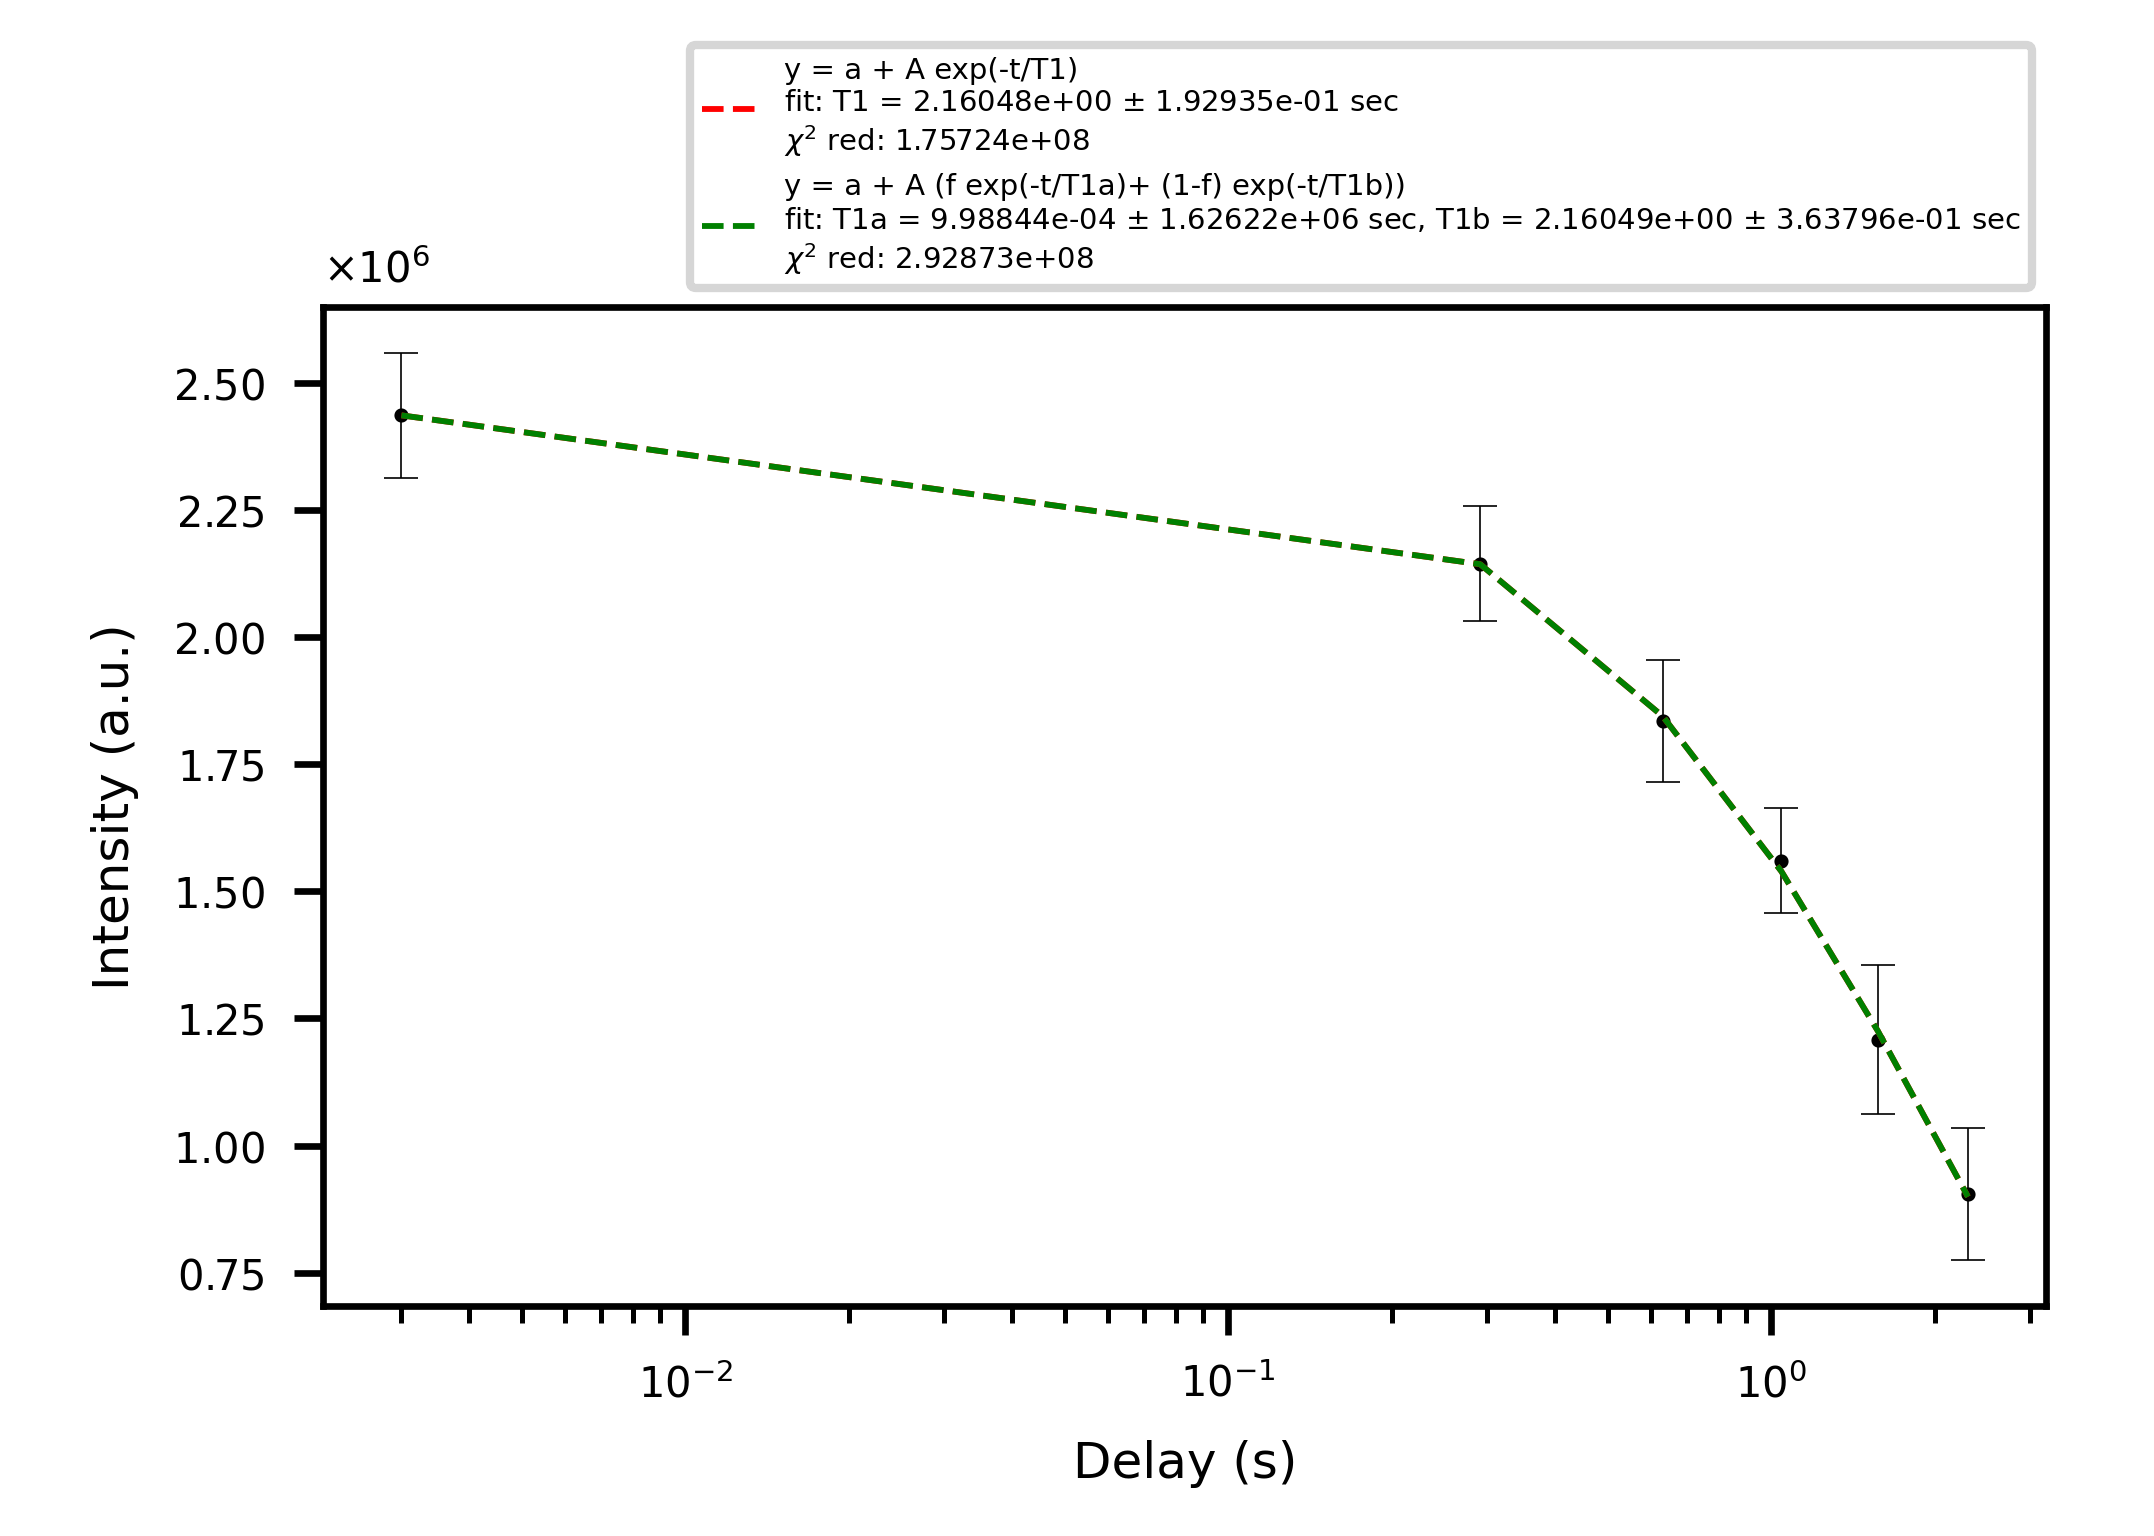 y = a + A exp(-t/T1)
fit: T1 = 2.16048e+00 ± 1.92935e-01 sec
χ² red: 1.75724e+08
y = a + A (f exp(-t/T1a)+ (1-f) exp(-t/T1b))
fit: T1a = 9.98844e-04 ± 1.62622e+06 sec, T1b = 2.16049e+00 ± 3.63796e-01 sec
χ² red: 2.92873e+08
×10⁶
2.50
2.25
2.00
1.75
1.50
1.25
1.00
0.75
Intensity (a.u.)
10⁻² 10⁻¹ 10⁰
Delay (s)